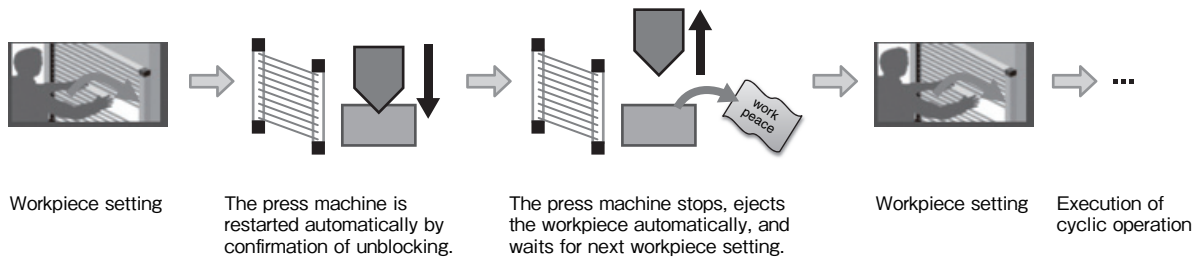 work
peace
Workpiece setting
The press machine is
restarted automatically by
confirmation of unblocking.
The press machine stops, ejects
the workpiece automatically, and
waits for next workpiece setting.
Workpiece setting
Execution of
cyclic operation